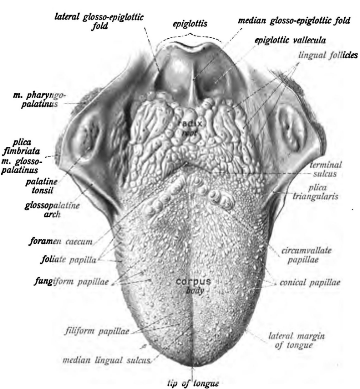 lateral glosso-epiglottic
fold
epiglottis
median glosso-epiglottic fold
epiglottic vallecula
lingual follicles
m. pharyngo-
palatinus
radix
root
plica
fimbriata
m. glosso-
palatinus
palatine
tonsil
glossopalatine
arch
terminal
sulcus
plica
triangularis
foramen caecum
foliate papilla
fungiform papillae
circumvallate
papillae
corpus
body
conical papillae
filiform papillae
median lingual sulcus
lateral margin
of tongue
tip of tongue